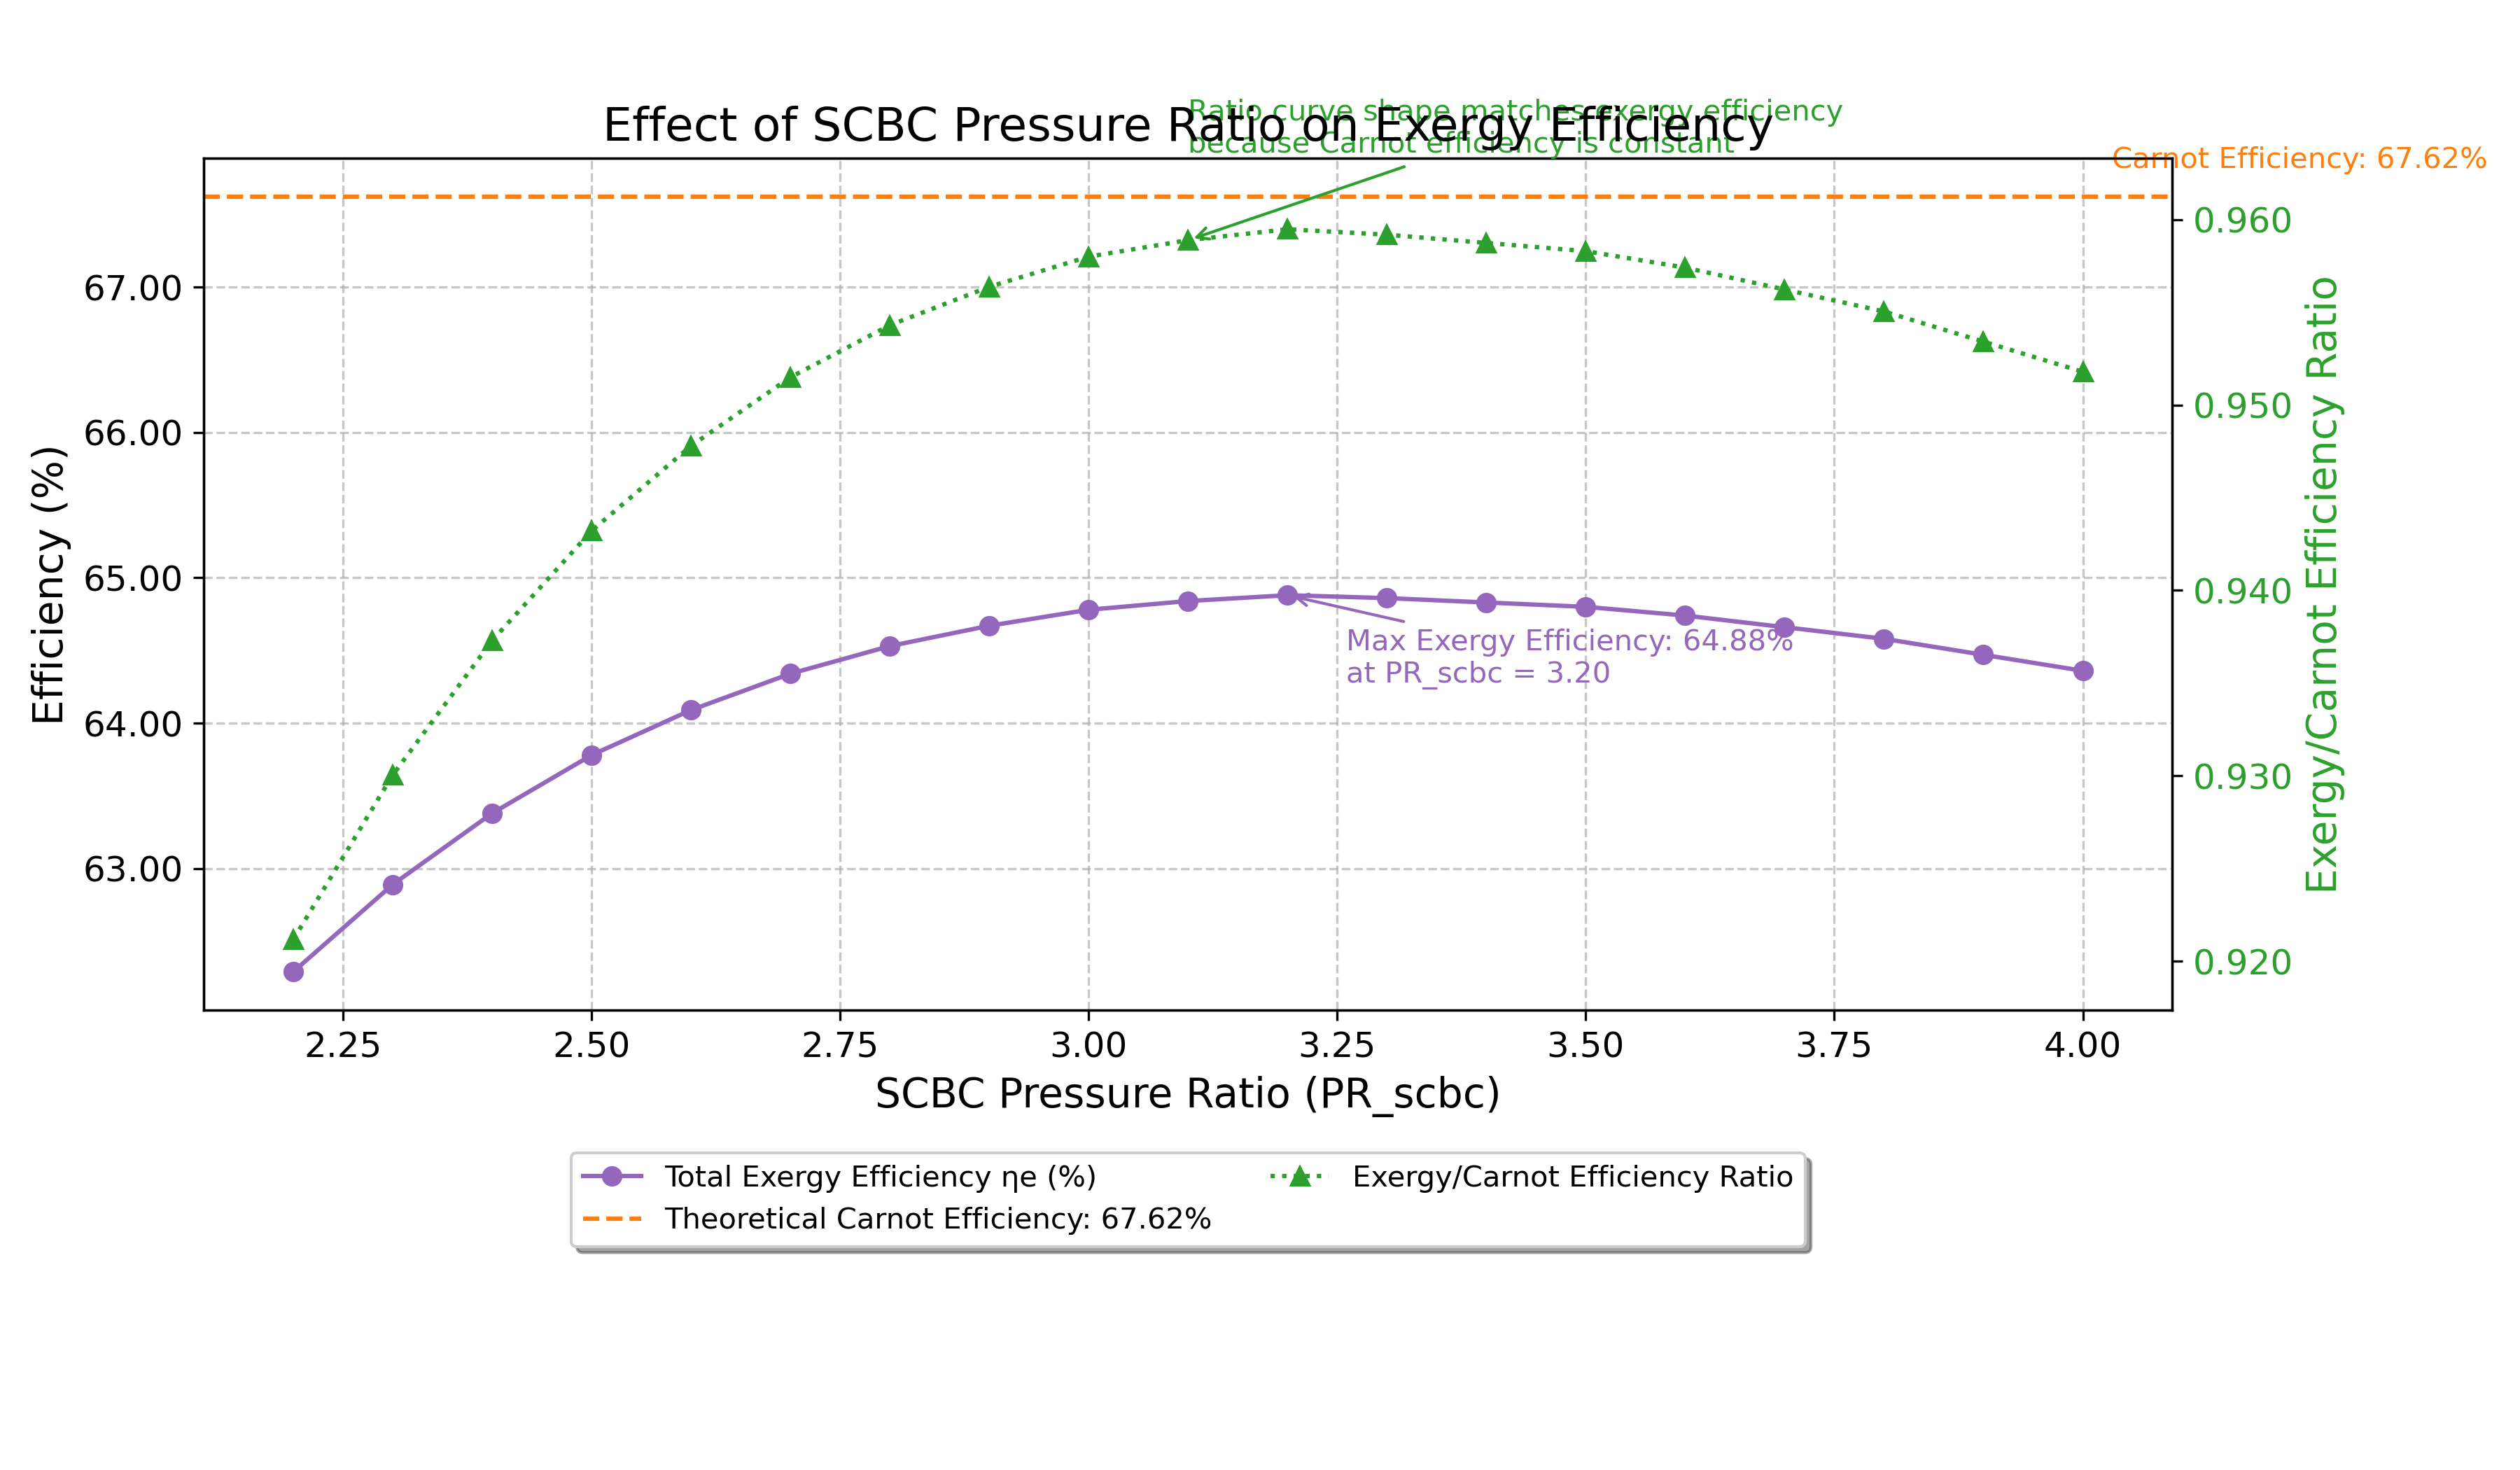 Ratio curve shape matches exergy efficiency
because Carnot efficiency is constant
Effect of SCBC Pressure Ratio on Exergy Efficiency
Carnot Efficiency: 67.62%
Efficiency (%)
67.00
66.00
65.00
64.00
63.00
Max Exergy Efficiency: 64.88%
at PR_scbc = 3.20
0.960
0.950
0.940
0.930
0.920
Exergy/Carnot Efficiency Ratio
2.25 2.50 2.75 3.00 3.25 3.50 3.75 4.00
SCBC Pressure Ratio (PR_scbc)
Total Exergy Efficiency ηe (%)
Theoretical Carnot Efficiency: 67.62%
Exergy/Carnot Efficiency Ratio